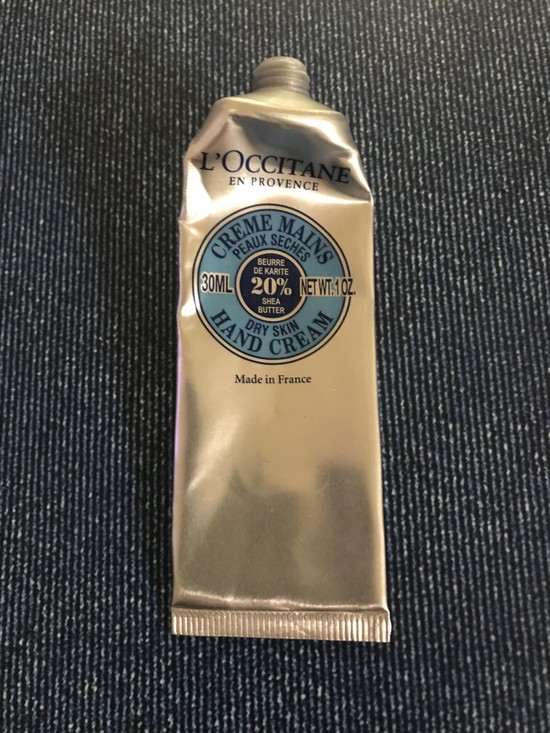 L'OCCITANE
EN PROVENCE
CREME MAINS
PEAUX SECHES
BEURRE
DE KARITE
30ML
20%
NET WT. 1 OZ.
SHEA
BUTTER
DRY SKIN
HAND CREAM
Made in France